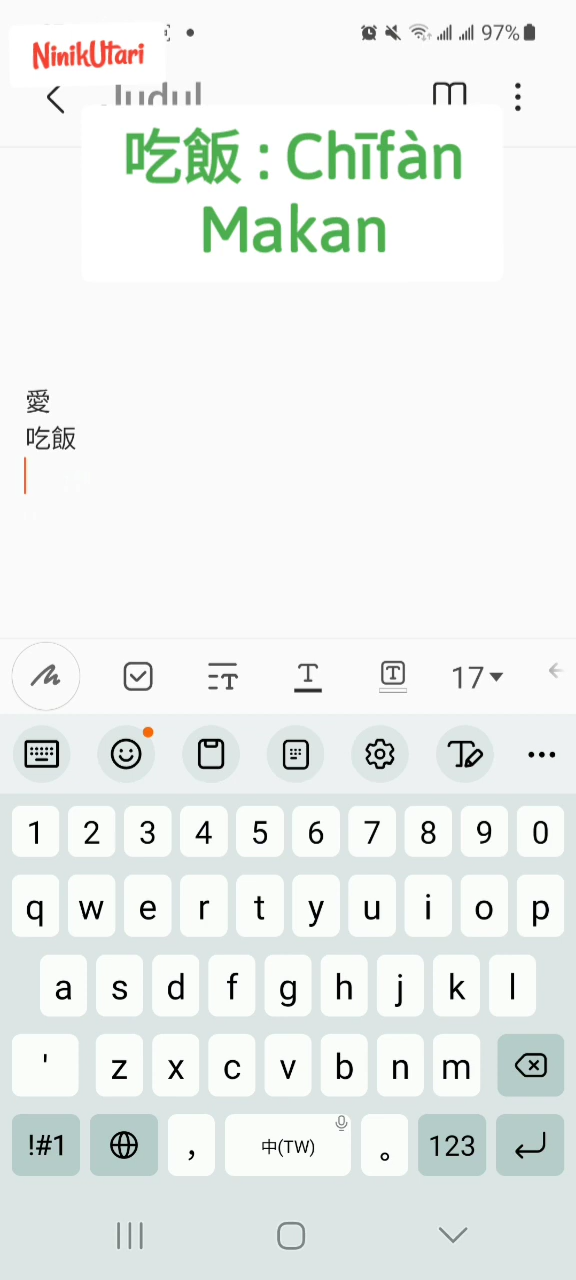 NinikUtari
97%
Judul
吃飯 : Chīfàn
Makan
愛
吃飯
17
1 2 3 4 5 6 7 8 9 0
q w e r t y u i o p
a s d f g h j k l
' z x c v b n m
!#1 , 中(TW) 。 123